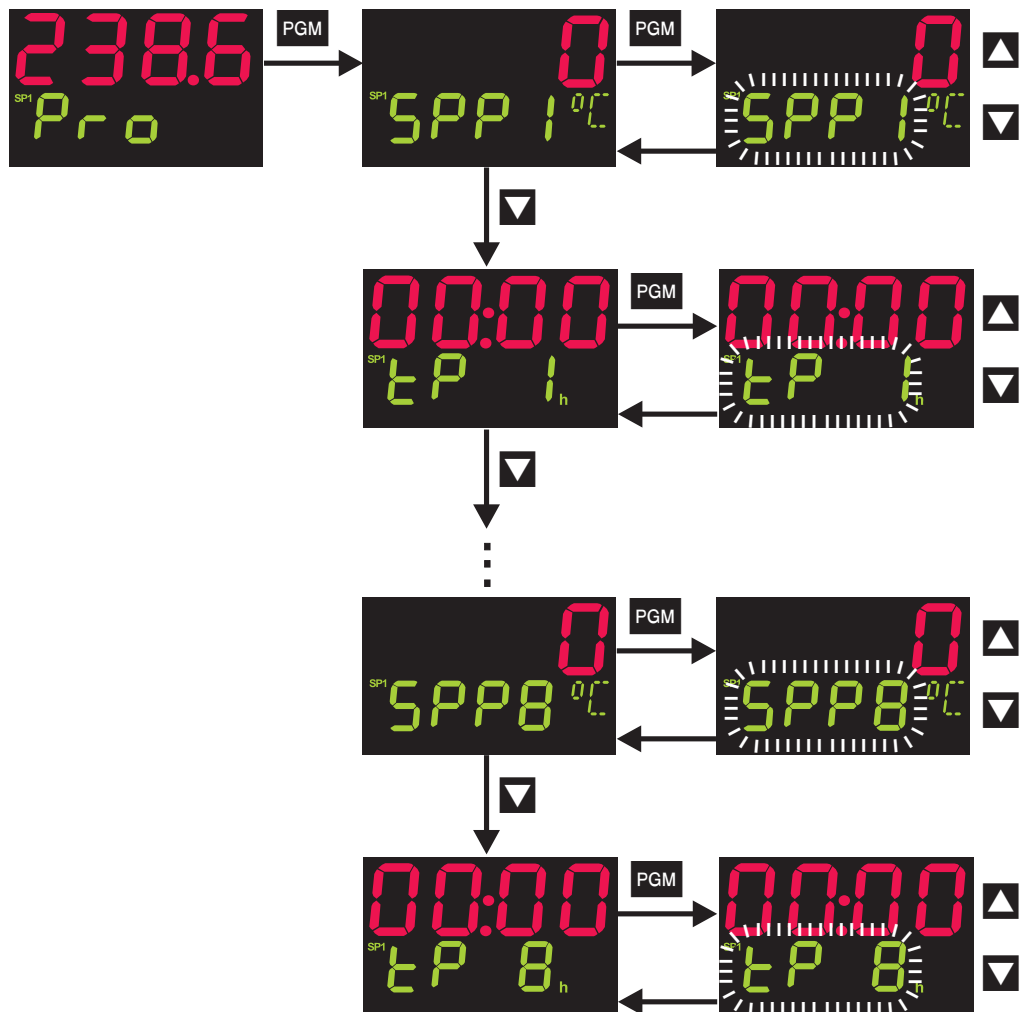 238.6
PGM
0
PGM
0
SP1
Pro
SP1
SPP1 °C
SP1
SPP1 °C
00:00
PGM
00:00
SP1
tP 1 h
SP1
tP 1 h
0
PGM
0
SP1
SPP8 °C
SP1
SPP8 °C
00:00
PGM
00:00
SP1
tP 8 h
SP1
tP 8 h